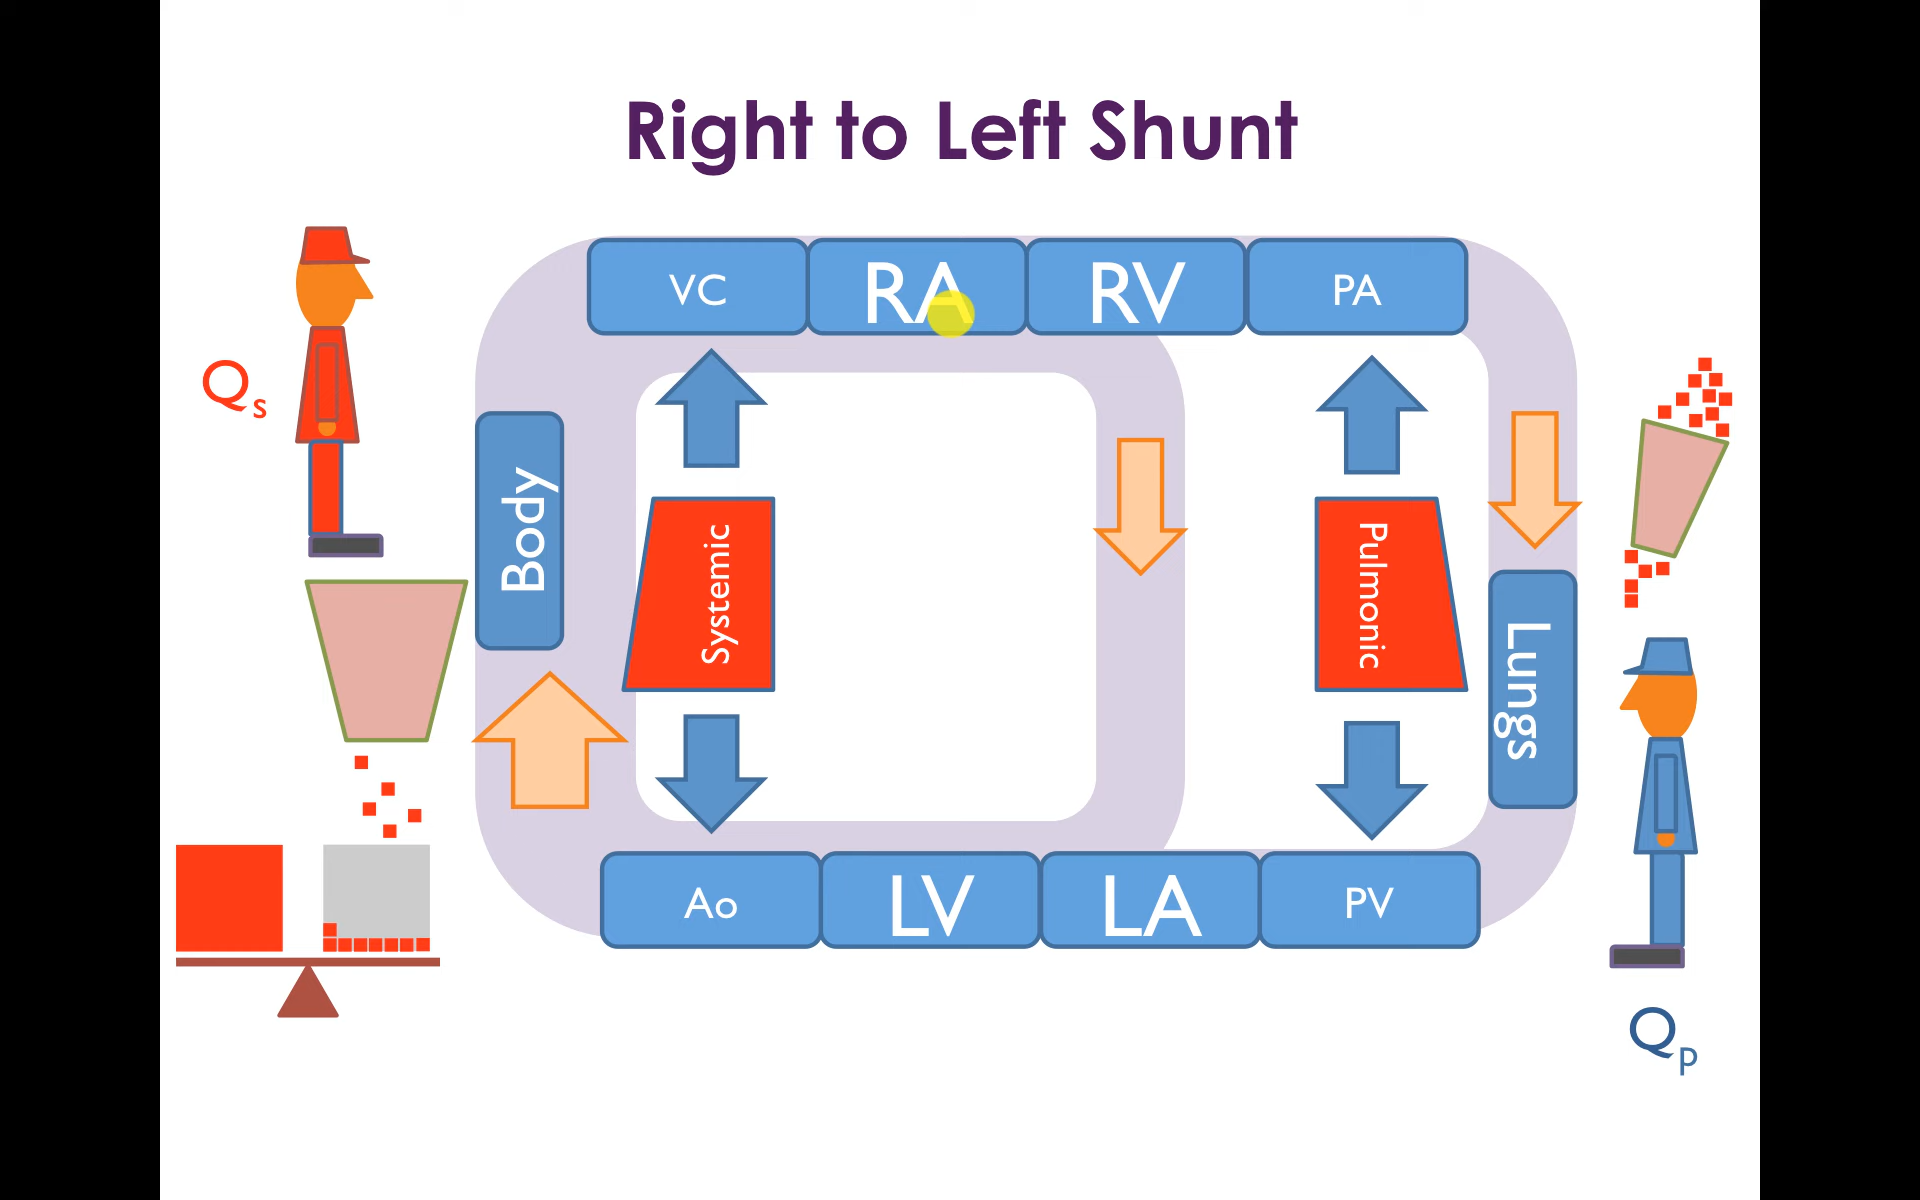 Right to Left Shunt
VC
RA
RV
PA
Qs
Body
Systemic
Pulmonic
Lungs
Ao
LV
LA
PV
Qp